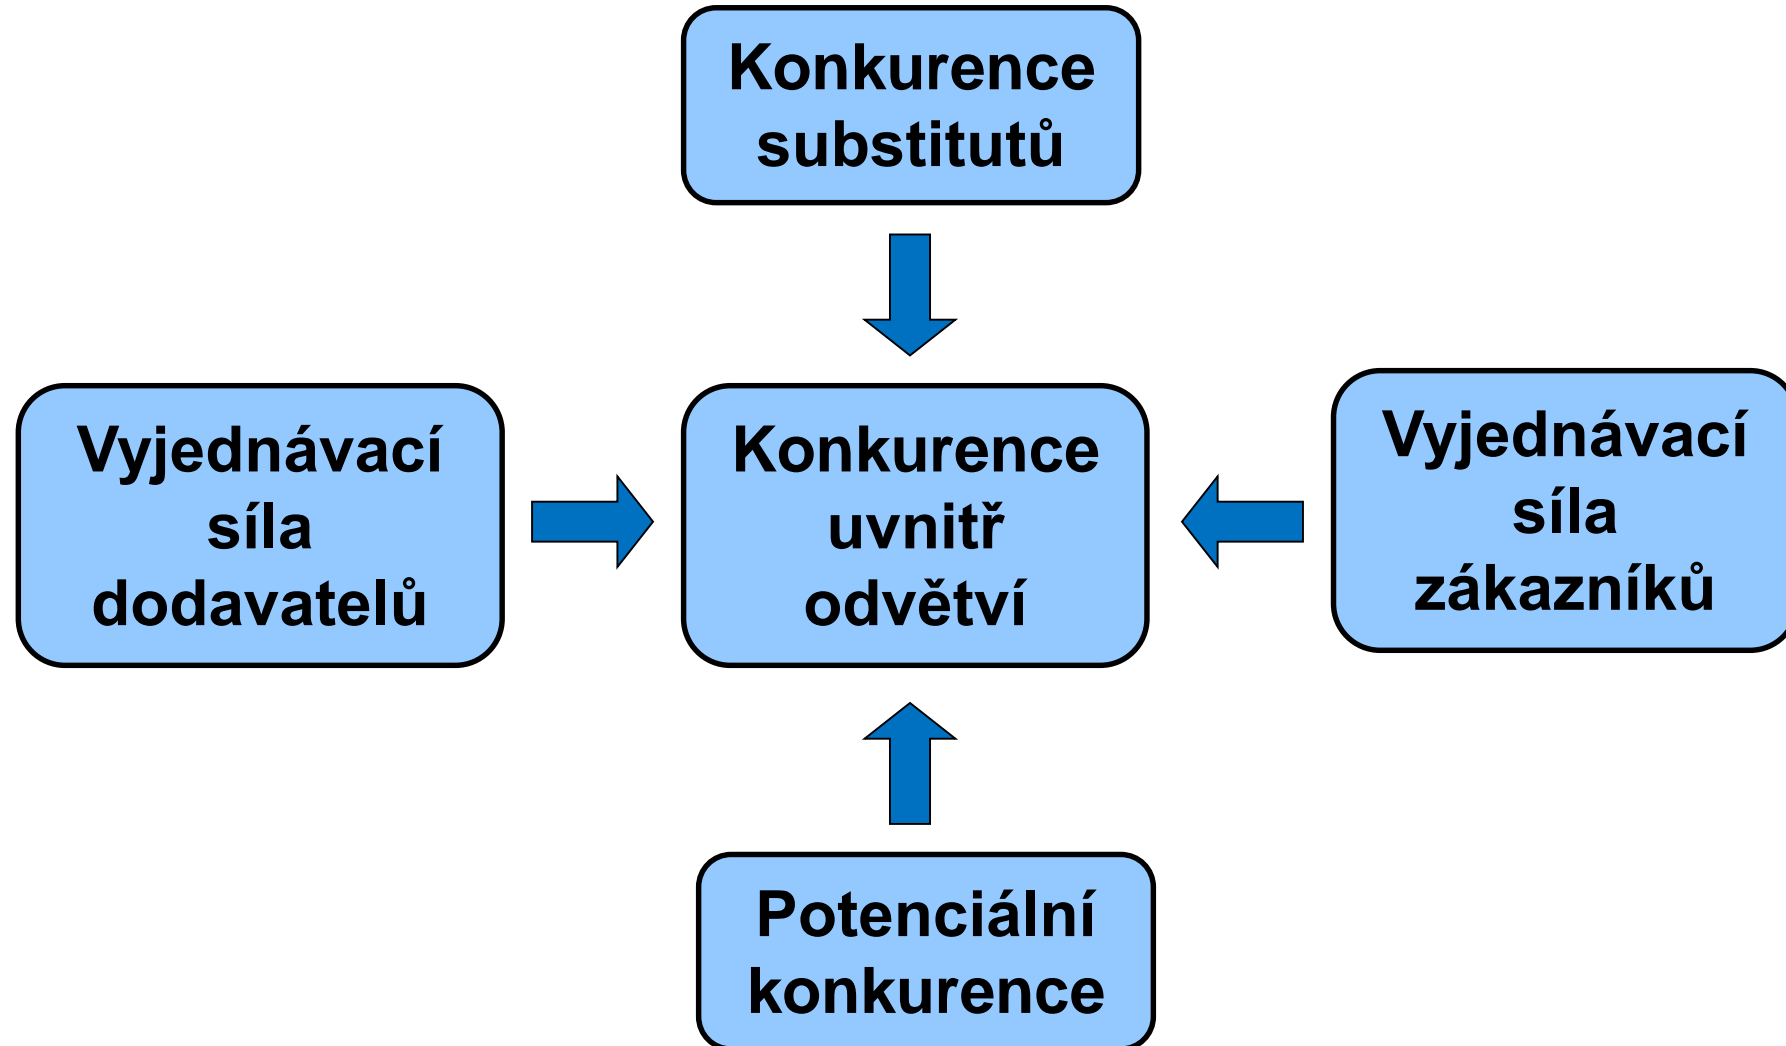 Konkurence
substitutů
Vyjednávací
síla
dodavatelů
Konkurence
uvnitř
odvětví
Vyjednávací
síla
zákazníků
Potenciální
konkurence